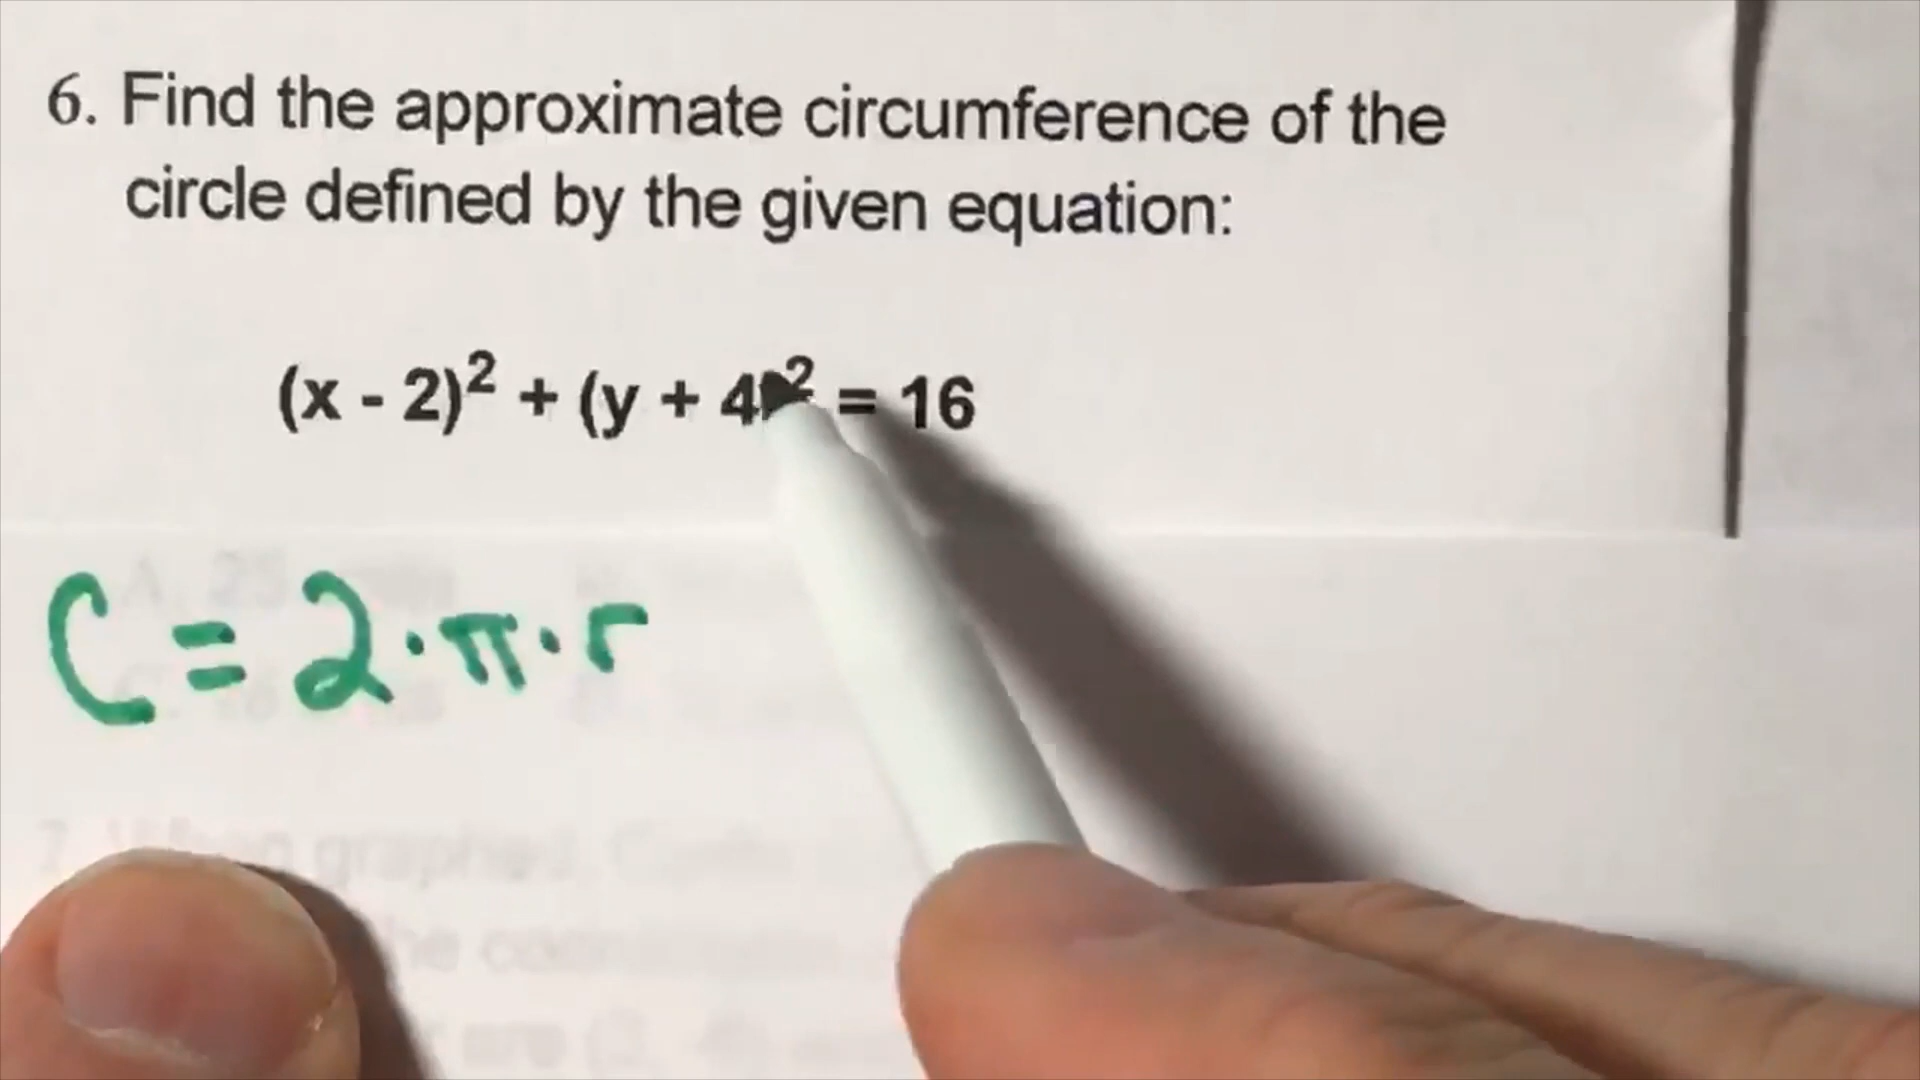 6. Find the approximate circumference of the
circle defined by the given equation:
(x - 2)² + (y + 4)² = 16
C = 2 · π · r